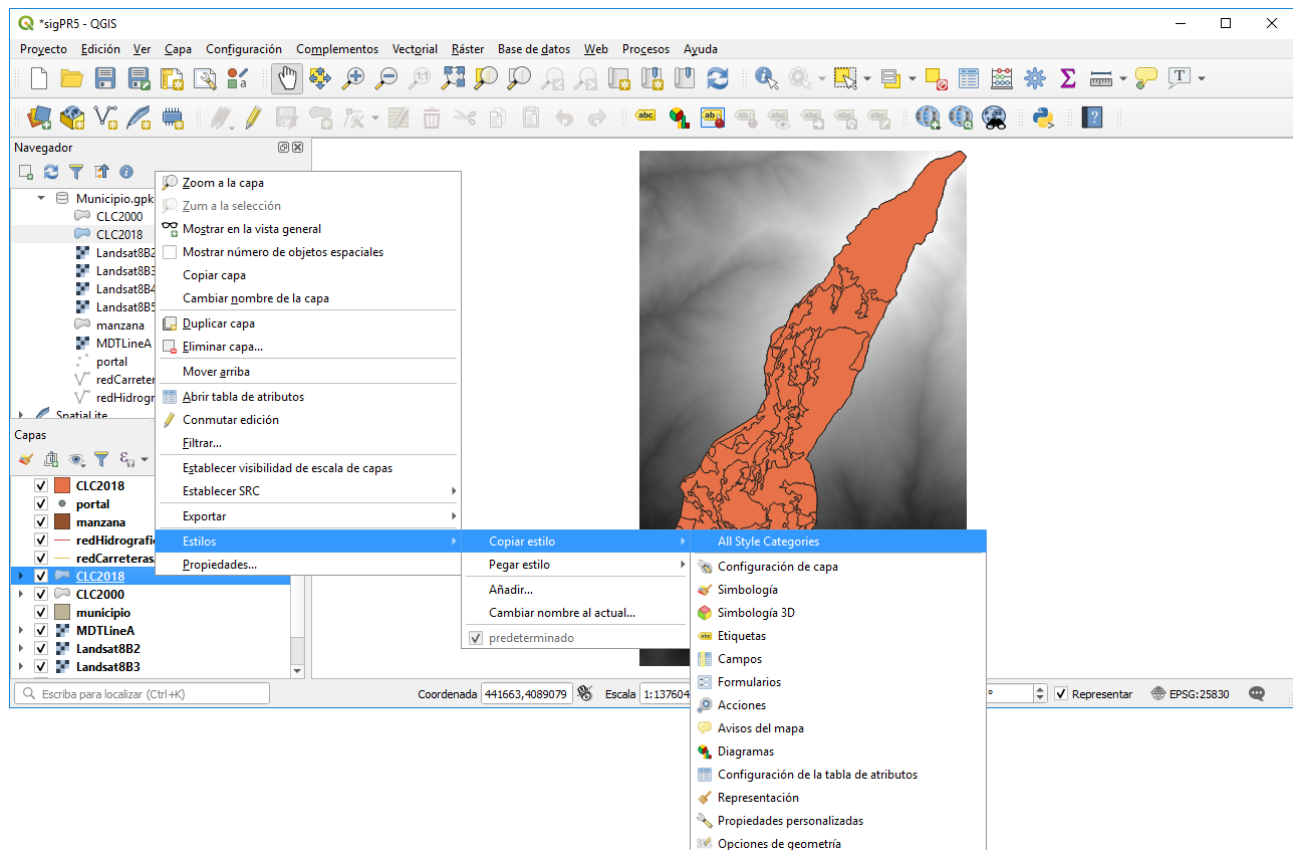 *sigPR5 - QGIS
Proyecto Edición Ver Capa Configuración Complementos Vectorial Ráster Base de datos Web Procesos Ayuda
Navegador
Municipio.gpk
CLC2000
CLC2018
Landsat8B2
Landsat8B3
Landsat8B4
Landsat8B5
manzana
MDTLineA
portal
redCarreter
redHidrogr
SpatiaLite
Zoom a la capa
Zum a la selección
Mostrar en la vista general
Mostrar número de objetos espaciales
Copiar capa
Cambiar nombre de la capa
Duplicar capa
Eliminar capa...
Mover arriba
Abrir tabla de atributos
Conmutar edición
Filtrar...
Establecer visibilidad de escala de capas
Establecer SRC
Exportar
Estilos
Propiedades...
Capas
CLC2018
portal
manzana
redHidrografi
redCarreteras
CLC2018
CLC2000
municipio
MDTLineA
Landsat8B2
Landsat8B3
Copiar estilo
Pegar estilo
Añadir...
Cambiar nombre al actual...
predeterminado
All Style Categories
Configuración de capa
Simbología
Simbología 3D
Etiquetas
Campos
Formularios
Acciones
Avisos del mapa
Diagramas
Configuración de la tabla de atributos
Representación
Propiedades personalizadas
Opciones de geometría
Escriba para localizar (Ctrl+K)
Coordenada 441663,4089079 Escala 1:137604 ° Representar EPSG:25830